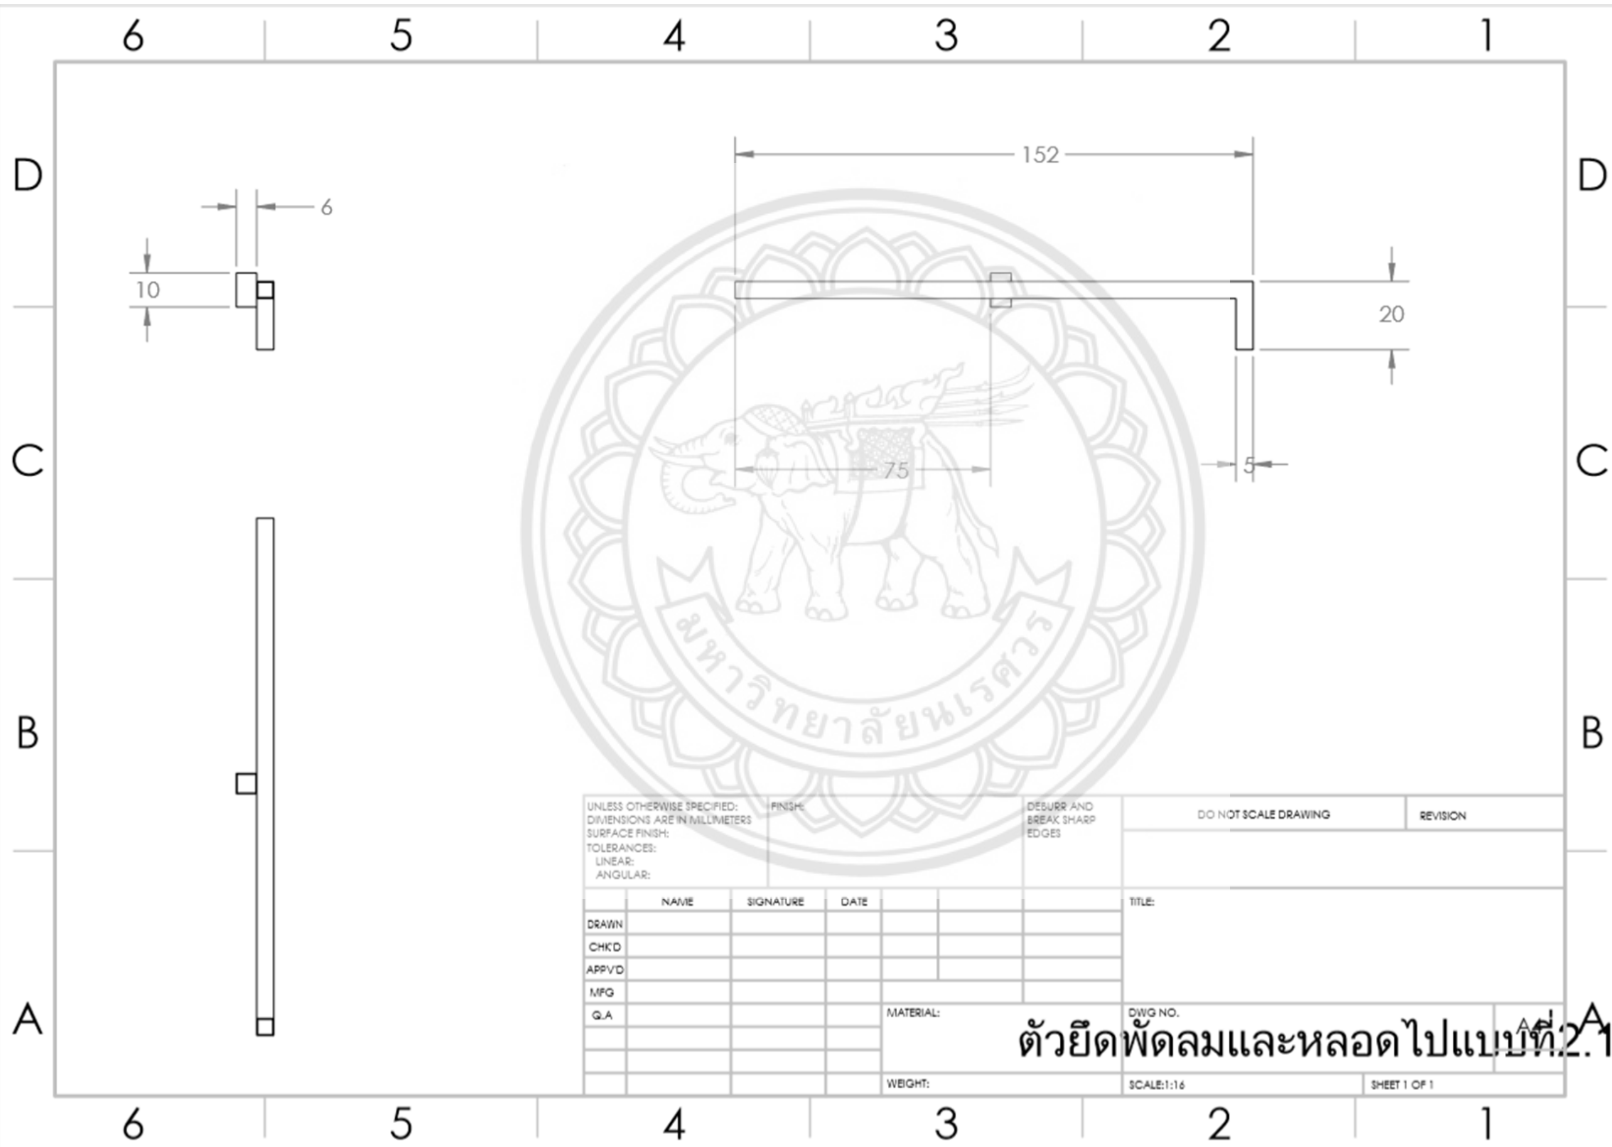 6 5 4 3 2 1
152
D D
6
10
20
C C
75
5
มหาวิทยาลัยนเรศวร
B B
UNLESS OTHERWISE SPECIFIED: FINISH: DEBURR AND DO NOT SCALE DRAWING REVISION
DIMENSIONS ARE IN MILLIMETERS BREAK SHARP
SURFACE FINISH: EDGES
TOLERANCES:
LINEAR:
ANGULAR:
NAME SIGNATURE DATE TITLE:
DRAWN
CHK'D
APPV'D
MFG
Q.A MATERIAL: DWG NO.
A ตัวยึดพัดลมและหลอดไปแบบที่2.1 A4 A
WEIGHT: SCALE:1:16 SHEET 1 OF 1
6 5 4 3 2 1